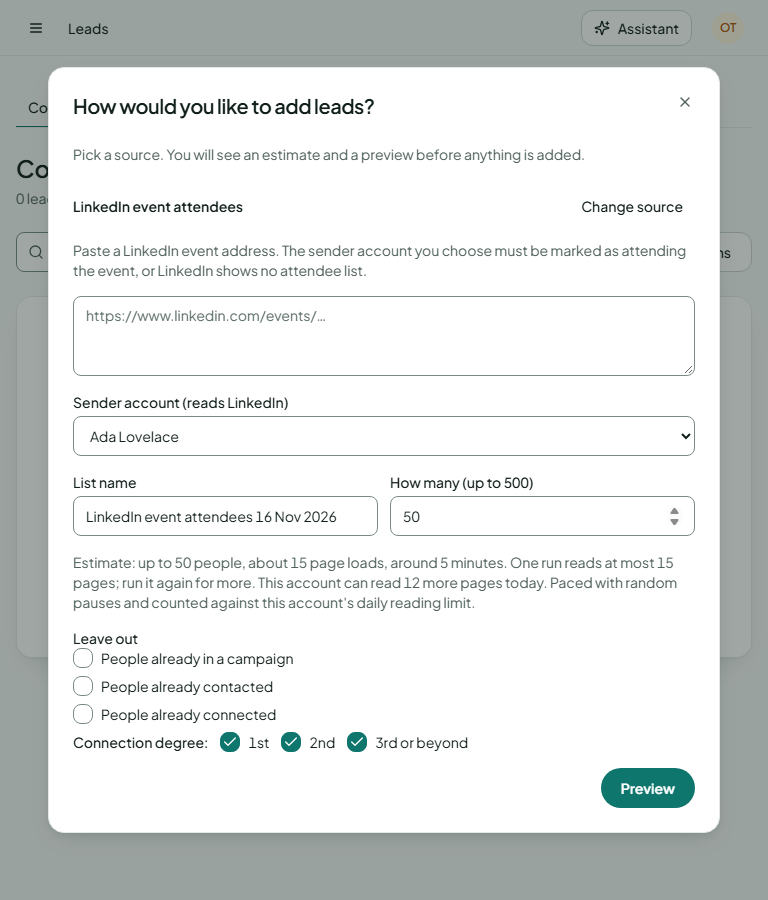 Leads
Assistant
OT
Co
How would you like to add leads?
Pick a source. You will see an estimate and a preview before anything is added.
Co
0 lea
LinkedIn event attendees
Change source
Paste a LinkedIn event address. The sender account you choose must be marked as attending
the event, or LinkedIn shows no attendee list.
ns
https://www.linkedin.com/events/…
Sender account (reads LinkedIn)
Ada Lovelace
List name
How many (up to 500)
LinkedIn event attendees 16 Nov 2026
50
Estimate: up to 50 people, about 15 page loads, around 5 minutes. One run reads at most 15
pages; run it again for more. This account can read 12 more pages today. Paced with random
pauses and counted against this account's daily reading limit.
Leave out
People already in a campaign
People already contacted
People already connected
Connection degree: 1st 2nd 3rd or beyond
Preview